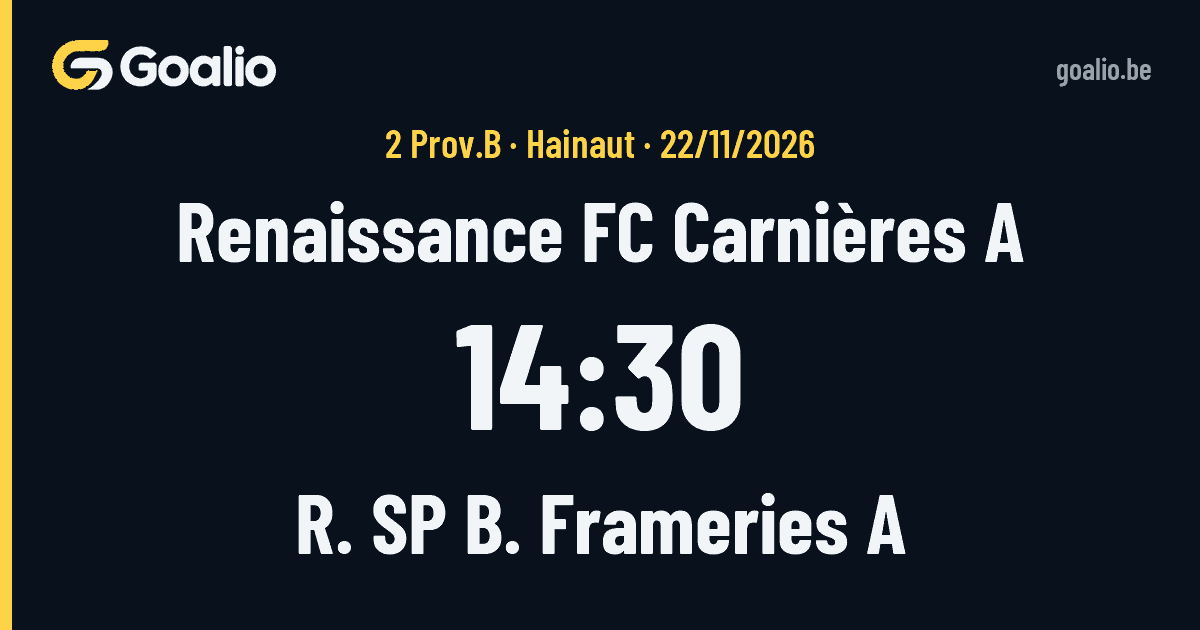 Goalio
goalio.be
2 Prov.B · Hainaut · 22/11/2026
Renaissance FC Carnières A
14:30
R. SP B. Frameries A